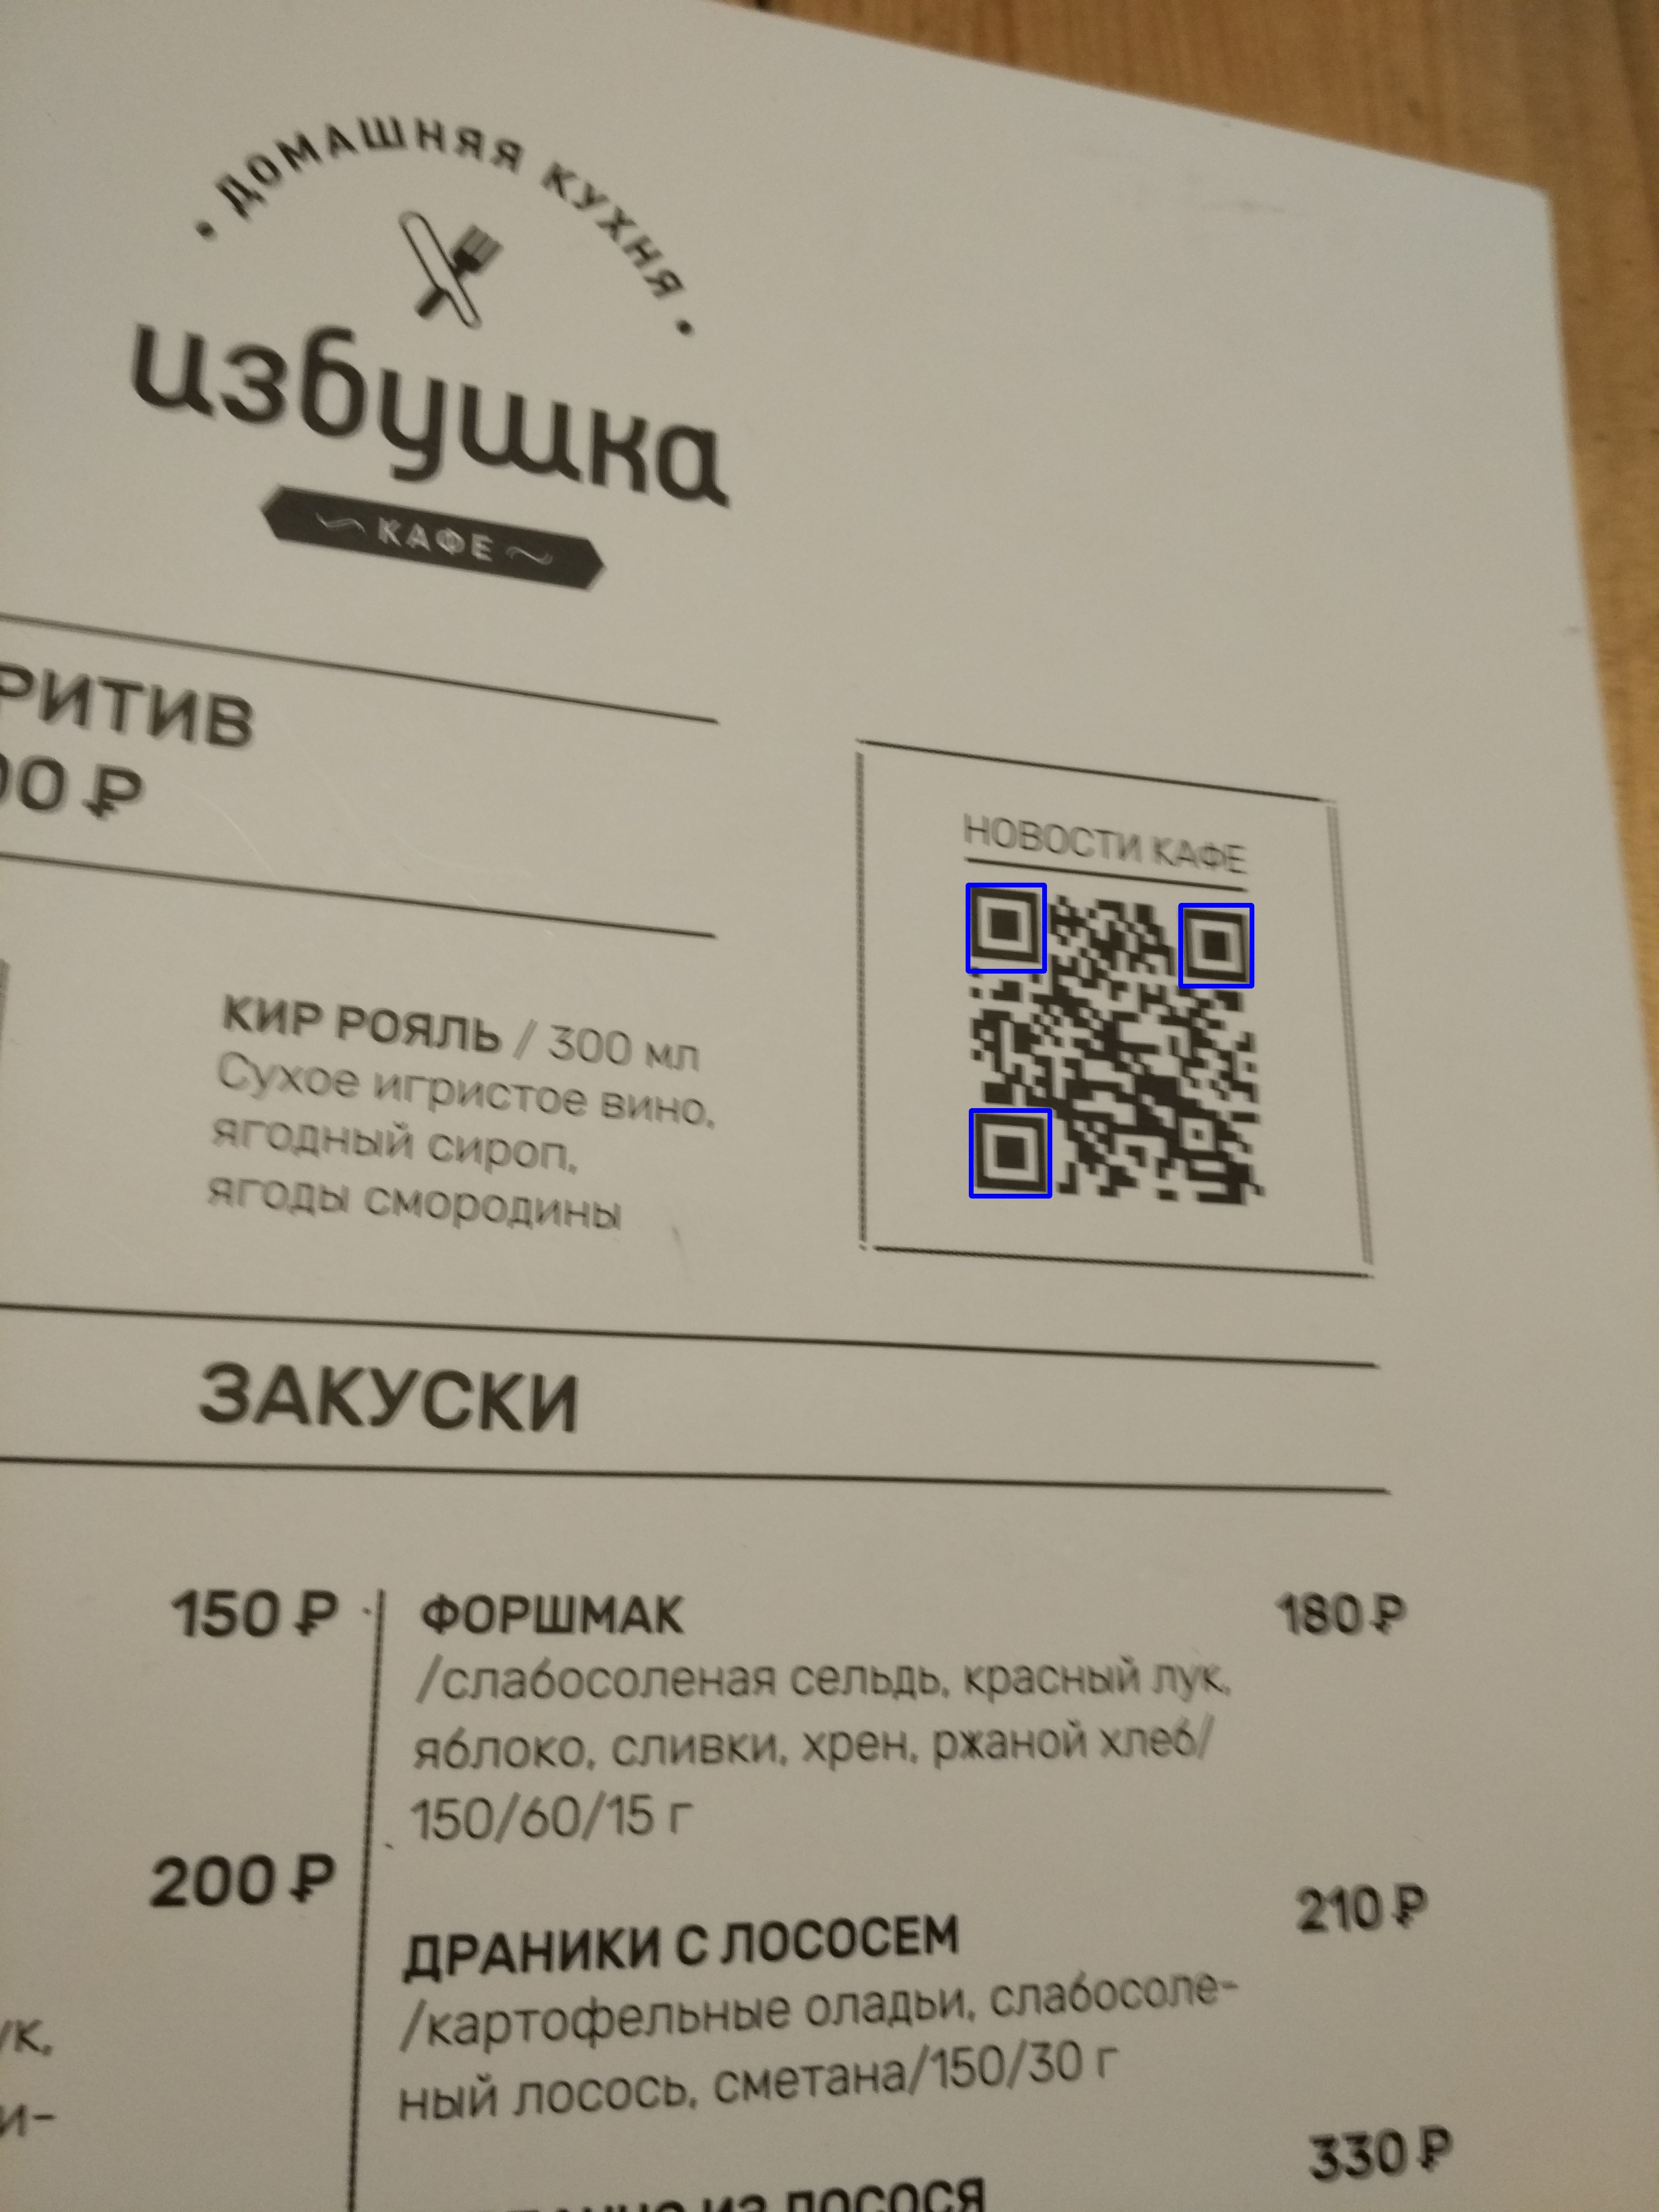 • ДОМАШНЯЯ КУХНЯ •
избушка
КАФЕ
РИТИВ
00 ₽
НОВОСТИ КАФЕ
КИР РОЯЛЬ / 300 мл
Сухое игристое вино,
ягодный сироп,
ягоды смородины
ЗАКУСКИ
150 ₽
ФОРШМАК 180 ₽
/слабосоленая сельдь, красный лук,
яблоко, сливки, хрен, ржаной хлеб/
150/60/15 г
200 ₽
ДРАНИКИ С ЛОСОСЕМ 210 ₽
/картофельные оладьи, слабосоле-
ный лосось, сметана/150/30 г
ук,
и-
330 ₽
ИЗ ЛОСОСЯ